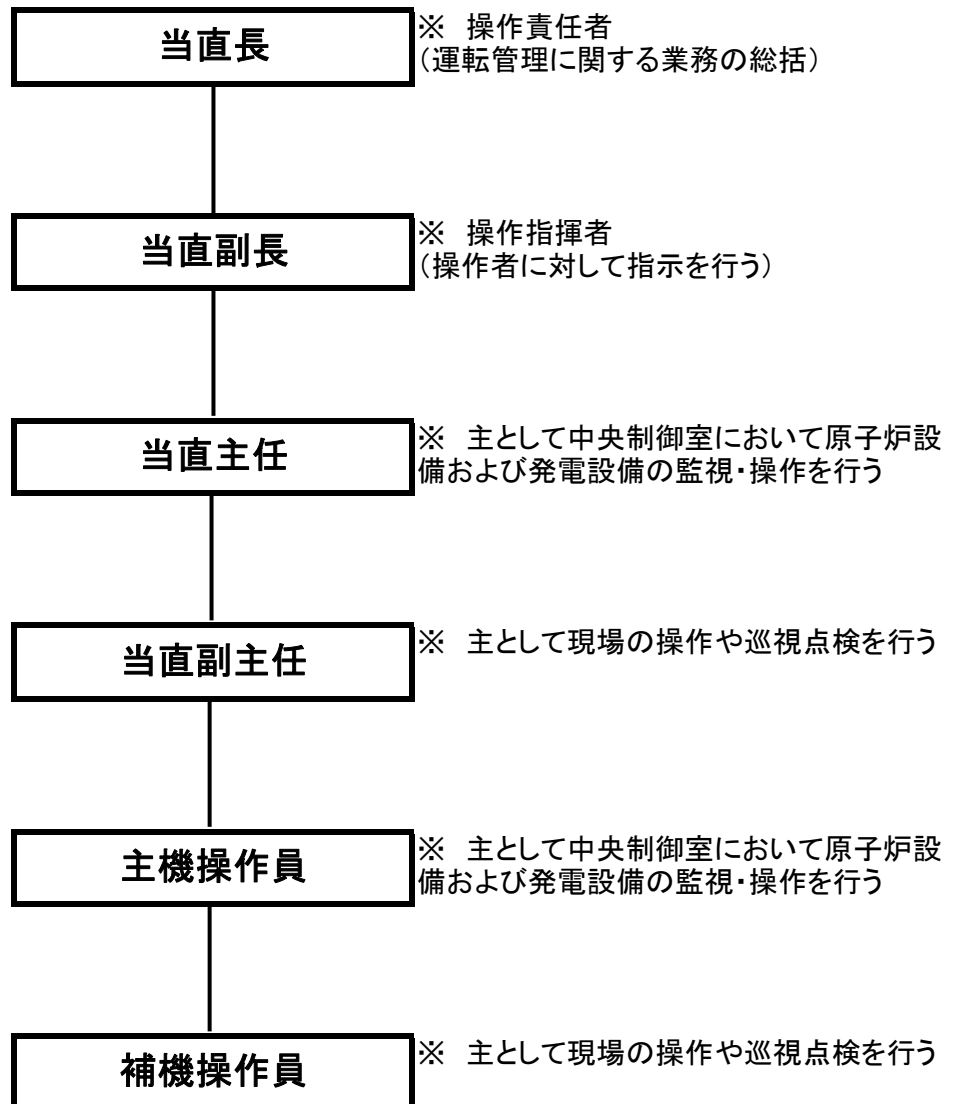 当直長
※ 操作責任者
（運転管理に関する業務の総括）
当直副長
※ 操作指揮者
（操作者に対して指示を行う）
当直主任
※ 主として中央制御室において原子炉設
備および発電設備の監視・操作を行う
当直副主任
※ 主として現場の操作や巡視点検を行う
主機操作員
※ 主として中央制御室において原子炉設
備および発電設備の監視・操作を行う
補機操作員
※ 主として現場の操作や巡視点検を行う